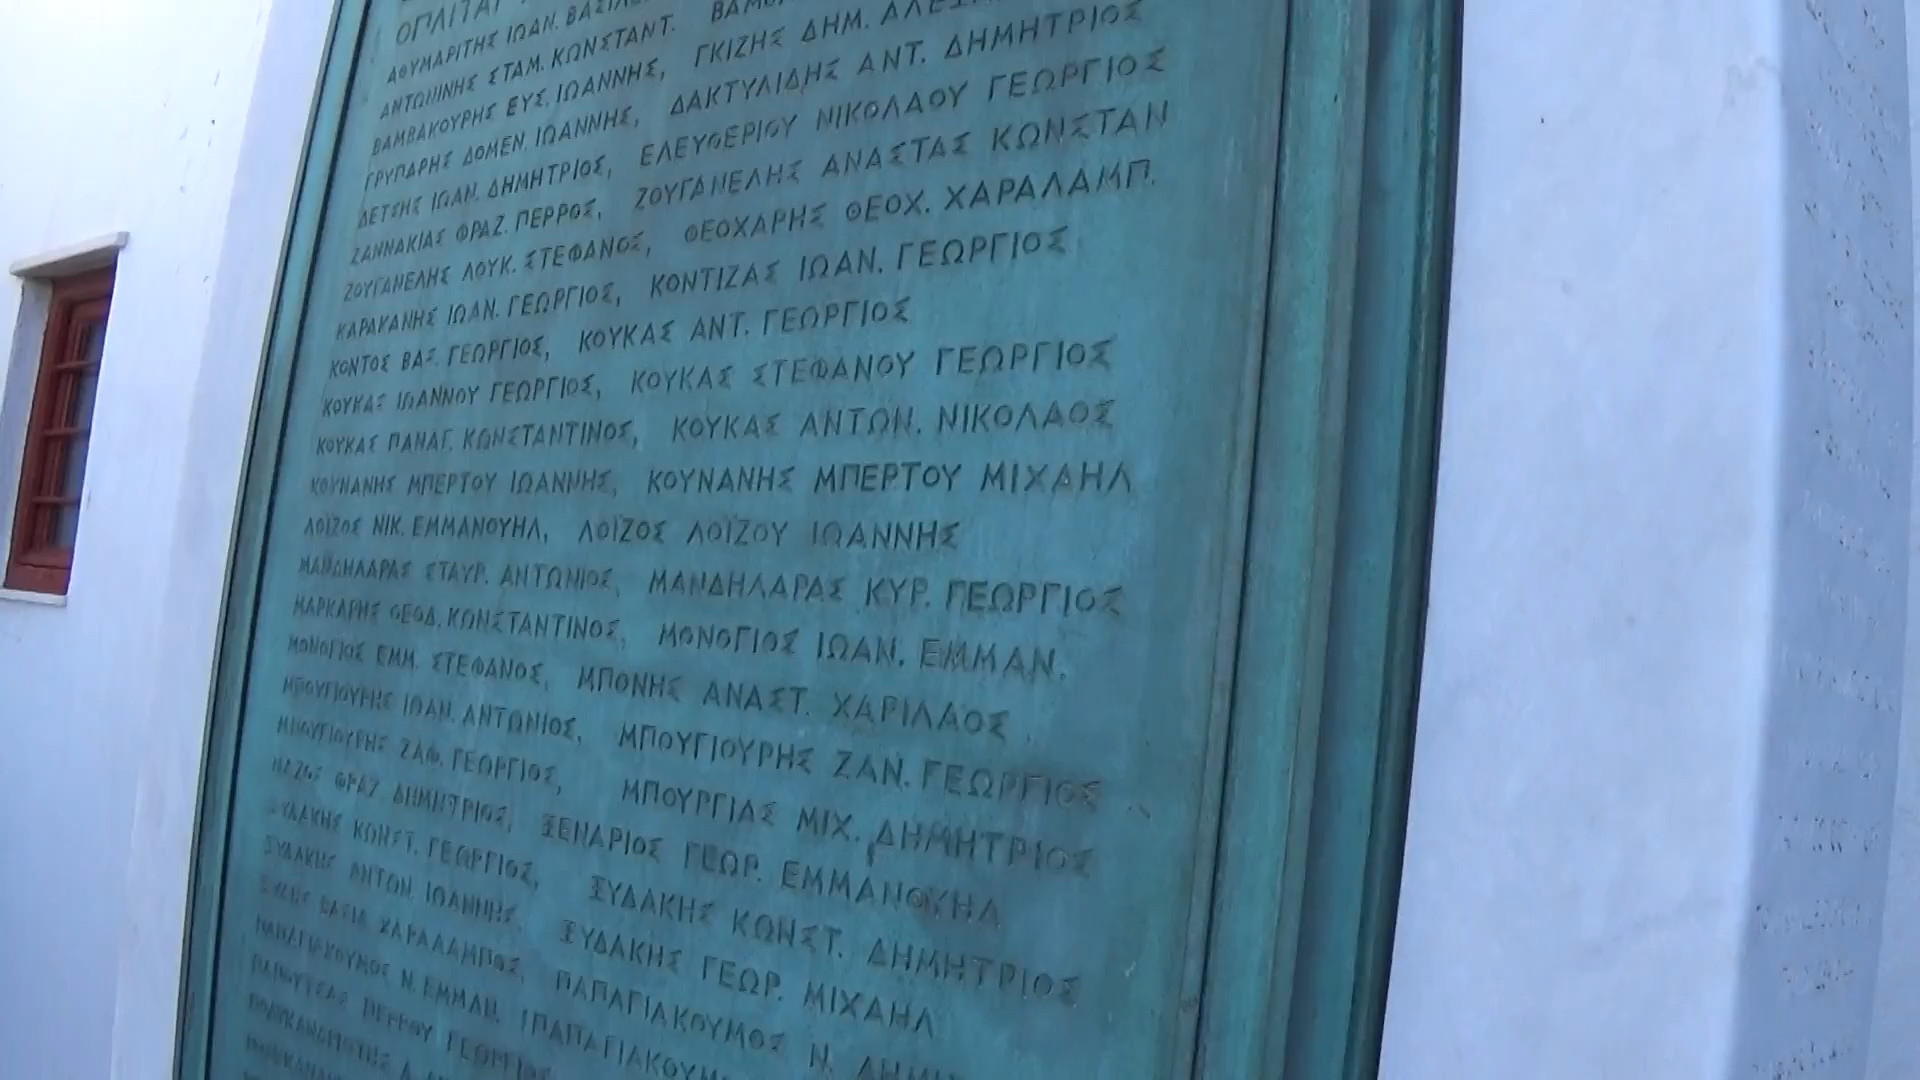 ΟΠΛΙΤΑΙ
ΑΘΥΜΑΡΙΤΗΣ ΙΩΑΝ.
ΑΝΤΩΝΙΝΗΣ ΣΤΑΜ. ΚΩΝΣΤΑΝΤ.
ΒΑΜΒΑΚΟΥΡΗΣ ΕΥΣ. ΙΩΑΝΝΗΣ, ΓΚΙΖΗΣ ΔΗΜ.
ΓΡΥΠΑΡΗΣ ΔΟΜΕΝ. ΙΩΑΝΝΗΣ, ΔΑΚΤΥΛΙΔΗΣ ΑΝΤ. ΔΗΜΗΤΡΙΟΣ
ΔΕΤΣΗΣ ΙΩΑΝ. ΔΗΜΗΤΡΙΟΣ, ΕΛΕΥΘΕΡΙΟΥ ΝΙΚΟΛΑΟΥ ΓΕΩΡΓΙΟΣ
ΖΑΝΝΑΚΙΑΣ ΦΡΑΖ. ΠΕΡΡΟΣ, ΖΟΥΓΑΝΕΛΗΣ ΑΝΑΣΤΑΣ ΚΩΝΣΤΑΝ
ΖΟΥΓΑΝΕΛΗΣ ΛΟΥΚ. ΣΤΕΦΑΝΟΣ, ΘΕΟΧΑΡΗΣ ΘΕΟΧ. ΧΑΡΑΛΑΜΠ.
ΚΑΡΑΚΑΝΗΣ ΙΩΑΝ. ΓΕΩΡΓΙΟΣ, ΚΟΝΤΙΖΑΣ ΙΩΑΝ. ΓΕΩΡΓΙΟΣ
ΚΟΝΤΟΣ ΒΑΣ. ΓΕΩΡΓΙΟΣ, ΚΟΥΚΑΣ ΑΝΤ. ΓΕΩΡΓΙΟΣ
ΚΟΥΚΑΣ ΙΩΑΝΝΟΥ ΓΕΩΡΓΙΟΣ, ΚΟΥΚΑΣ ΣΤΕΦΑΝΟΥ ΓΕΩΡΓΙΟΣ
ΚΟΥΚΑΣ ΠΑΝΑΓ. ΚΩΝΣΤΑΝΤΙΝΟΣ, ΚΟΥΚΑΣ ΑΝΤΩΝ. ΝΙΚΟΛΑΟΣ
ΚΟΥΝΑΝΗΣ ΜΠΕΡΤΟΥ ΙΩΑΝΝΗΣ, ΚΟΥΝΑΝΗΣ ΜΠΕΡΤΟΥ ΜΙΧΑΗΛ
ΛΟΪΖΟΣ ΝΙΚ. ΕΜΜΑΝΟΥΗΛ, ΛΟΪΖΟΣ ΛΟΪΖΟΥ ΙΩΑΝΝΗΣ
ΜΑΝΔΗΛΑΡΑΣ ΣΤΑΥΡ. ΑΝΤΩΝΙΟΣ, ΜΑΝΔΗΛΑΡΑΣ ΚΥΡ. ΓΕΩΡΓΙΟΣ
ΜΑΡΚΑΡΗΣ ΘΕΟΔ. ΚΩΝΣΤΑΝΤΙΝΟΣ, ΜΟΝΟΓΙΟΣ ΙΩΑΝ. ΕΜΜΑΝ.
ΜΟΝΟΓΙΟΣ ΕΜΜ. ΣΤΕΦΑΝΟΣ, ΜΠΟΝΗΣ ΑΝΑΣΤ. ΧΑΡΙΛΑΟΣ
ΜΠΟΥΓΙΟΥΡΗΣ ΙΩΑΝ. ΑΝΤΩΝΙΟΣ, ΜΠΟΥΓΙΟΥΡΗΣ ΖΑΝ. ΓΕΩΡΓΙΟΣ
ΜΠΟΥΓΙΟΥΡΗΣ ΖΑΦ. ΓΕΩΡΓΙΟΣ, ΜΠΟΥΡΓΙΑΣ ΜΙΧ. ΔΗΜΗΤΡΙΟΣ
ΝΑΖΟΣ ΦΡΑΖ. ΔΗΜΗΤΡΙΟΣ, ΞΕΝΑΡΙΟΣ ΓΕΩΡ. ΕΜΜΑΝΟΥΗΛ
ΞΥΔΑΚΗΣ ΚΩΝΣΤ. ΓΕΩΡΓΙΟΣ, ΞΥΔΑΚΗΣ ΚΩΝΣΤ. ΔΗΜΗΤΡΙΟΣ
ΞΥΔΑΚΗΣ ΑΝΤΩΝ. ΙΩΑΝΝΗΣ, ΞΥΔΑΚΗΣ ΓΕΩΡ. ΜΙΧΑΗΛ
ΒΑΣΙΛ ΧΑΡΑΛΑΜΠΟΣ, ΠΑΠΑΓΙΑΚΟΥΜΟΣ Ν.
ΠΑΠΑΓΙΑΚΟΥΜΟΣ Ν. ΕΜΜΑΝ.
ΠΕΡΡΟΥ ΓΕΩΡΓΙΟΣ